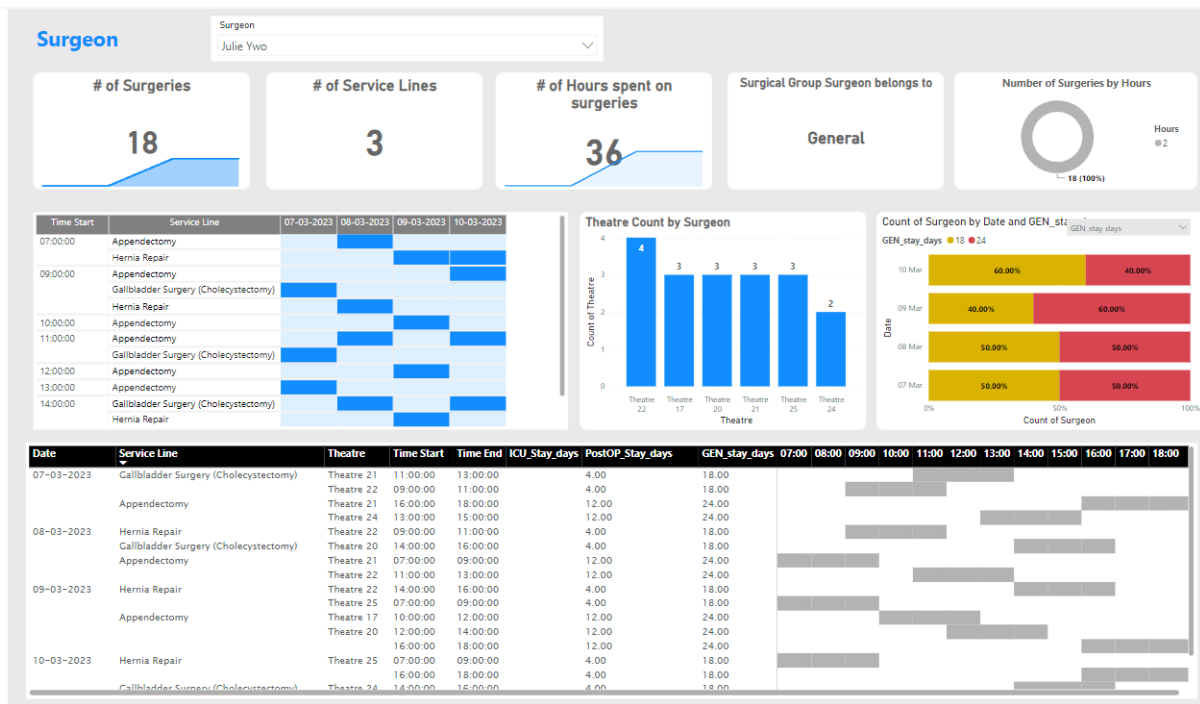 Surgeon
Surgeon
Julie Ywo
# of Surgeries
18
# of Service Lines
3
# of Hours spent on
surgeries
36
Surgical Group Surgeon belongs to
General
Number of Surgeries by Hours
Hours
2
18 (100%)
Time Start Service Line 07-03-2023 08-03-2023 09-03-2023 10-03-2023
07:00:00 Appendectomy
Hernia Repair
09:00:00 Appendectomy
Gallbladder Surgery (Cholecystectomy)
Hernia Repair
10:00:00 Appendectomy
11:00:00 Appendectomy
Gallbladder Surgery (Cholecystectomy)
12:00:00 Appendectomy
13:00:00 Appendectomy
14:00:00 Gallbladder Surgery (Cholecystectomy)
Hernia Repair
Theatre Count by Surgeon
Count of Theatre
4
3
2
1
0
4 3 3 3 3 2
Theatre Theatre Theatre Theatre Theatre Theatre
22 17 20 21 25 24
Theatre
Count of Surgeon by Date and GEN_
GEN_stay_days
GEN_stay_days 18 24
Date
10 Mar 60.00% 40.00%
09 Mar 40.00% 60.00%
08 Mar 50.00% 50.00%
07 Mar 50.00% 50.00%
0% 50% 100%
Count of Surgeon
Date Service Line Theatre Time Start Time End ICU_Stay_days PostOP_Stay_days GEN_stay_days 07:00 08:00 09:00 10:00 11:00 12:00 13:00 14:00 15:00 16:00 17:00 18:00
07-03-2023 Gallbladder Surgery (Cholecystectomy) Theatre 21 11:00:00 13:00:00 4.00 18.00
Theatre 22 09:00:00 11:00:00 4.00 18.00
Appendectomy Theatre 21 16:00:00 18:00:00 12.00 24.00
Theatre 24 13:00:00 15:00:00 12.00 24.00
08-03-2023 Hernia Repair Theatre 22 09:00:00 11:00:00 4.00 18.00
Gallbladder Surgery (Cholecystectomy) Theatre 20 14:00:00 16:00:00 4.00 18.00
Appendectomy Theatre 21 07:00:00 09:00:00 12.00 24.00
Theatre 22 11:00:00 13:00:00 12.00 24.00
09-03-2023 Hernia Repair Theatre 22 14:00:00 16:00:00 4.00 18.00
Theatre 25 07:00:00 09:00:00 4.00 18.00
Appendectomy Theatre 17 10:00:00 12:00:00 12.00 24.00
Theatre 20 12:00:00 14:00:00 12.00 24.00
16:00:00 18:00:00 12.00 24.00
10-03-2023 Hernia Repair Theatre 25 07:00:00 09:00:00 4.00 18.00
16:00:00 18:00:00 4.00 18.00
Gallbladder Surgery (Cholecystectomy) Theatre 24 14:00:00 16:00:00 4.00 18.00